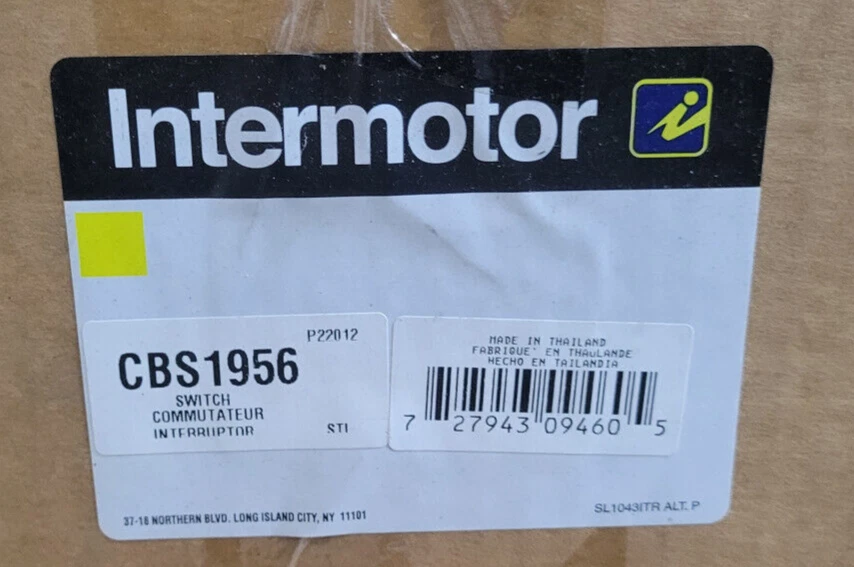 Intermotor
P22012
CBS1956
SWITCH
COMMUTATEUR
INTERRUPTOR STI
MADE IN THAILAND
FABRIQUE' EN THAULANDE
HECHO EN TAILANDIA
7 27943 09460 5
37-18 NORTHERN BLVD. LONG ISLAND CITY, NY 11101
SL1043ITR ALT. P